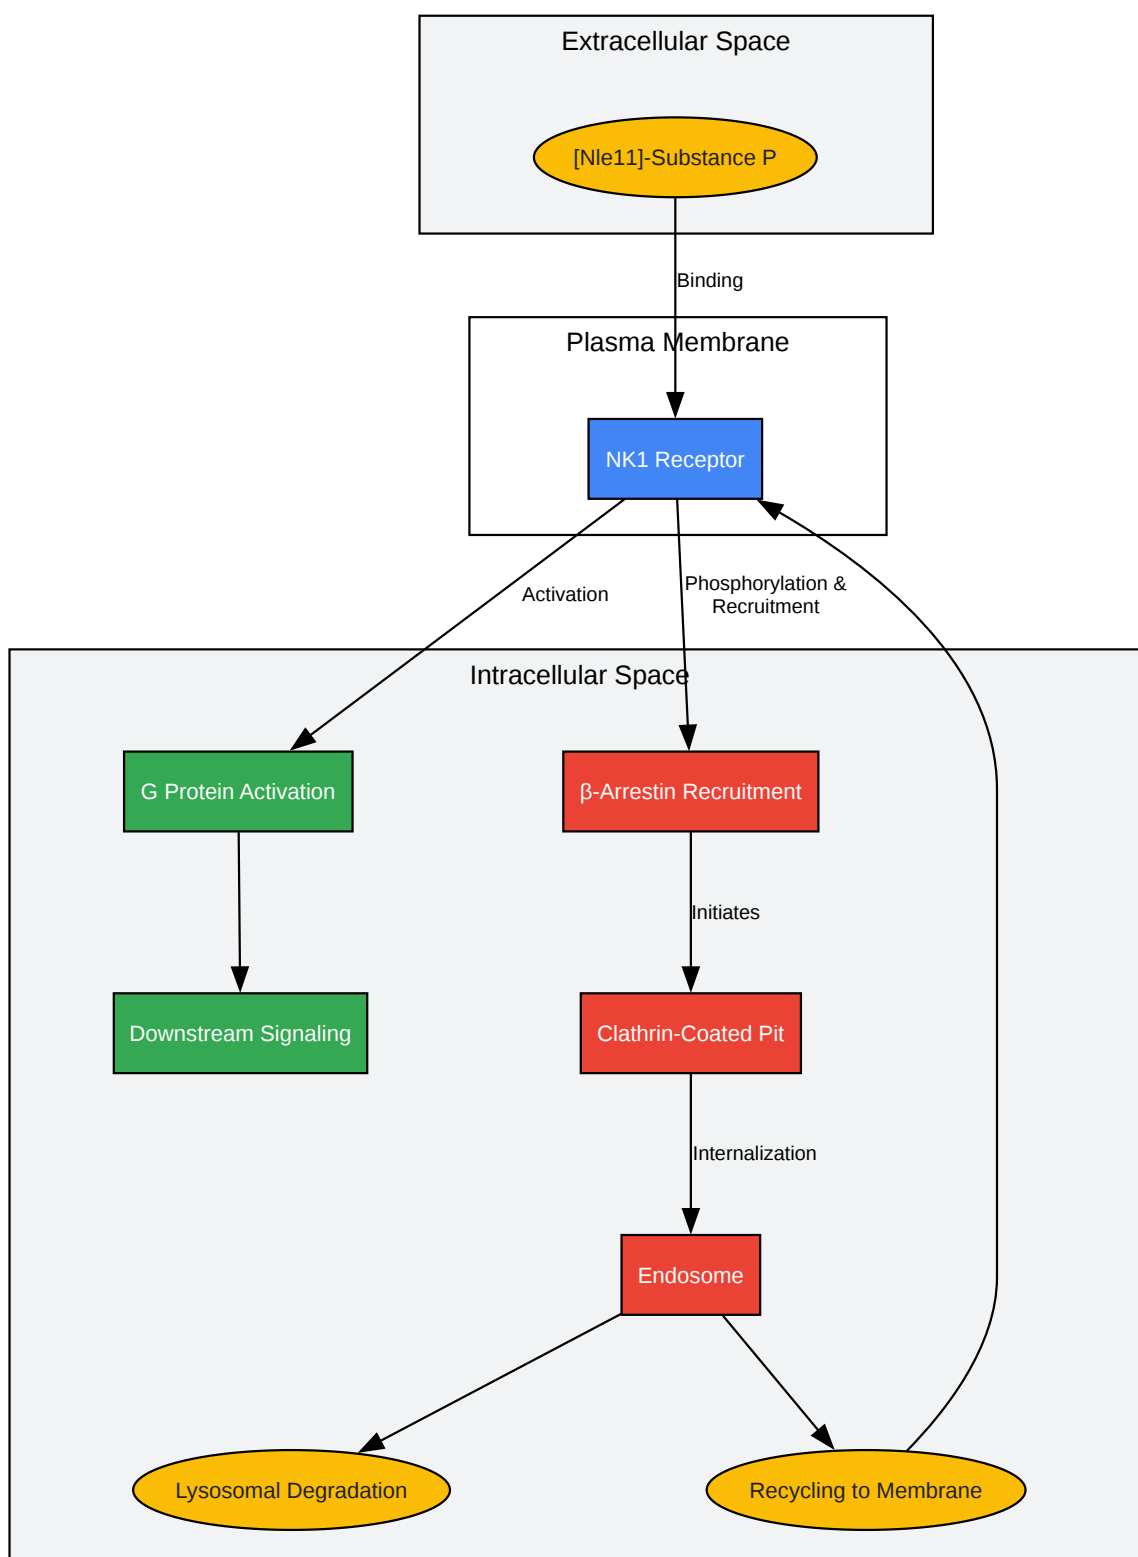 Extracellular Space
[Nle11]-Substance P
Binding
Plasma Membrane
NK1 Receptor
Activation
Phosphorylation &
Recruitment
Intracellular Space
G Protein Activation
β-Arrestin Recruitment
Initiates
Downstream Signaling
Clathrin-Coated Pit
Internalization
Endosome
Lysosomal Degradation
Recycling to Membrane